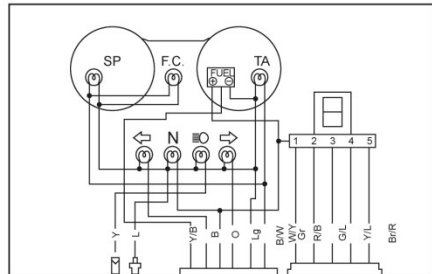 SP F.C. TA
FUEL
+ -
N
1 2 3 4 5
Y L Y/B B O Lg B/W W/Y Gr R/B G/L Y/L Br/R